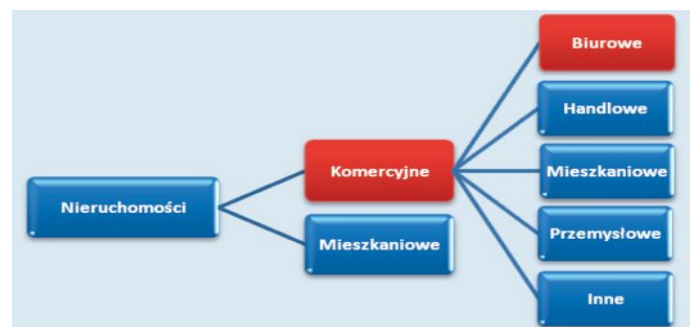 Biurowe
Handlowe
Komercyjne
Mieszkaniowe
Nieruchomości
Mieszkaniowe
Przemysłowe
Inne